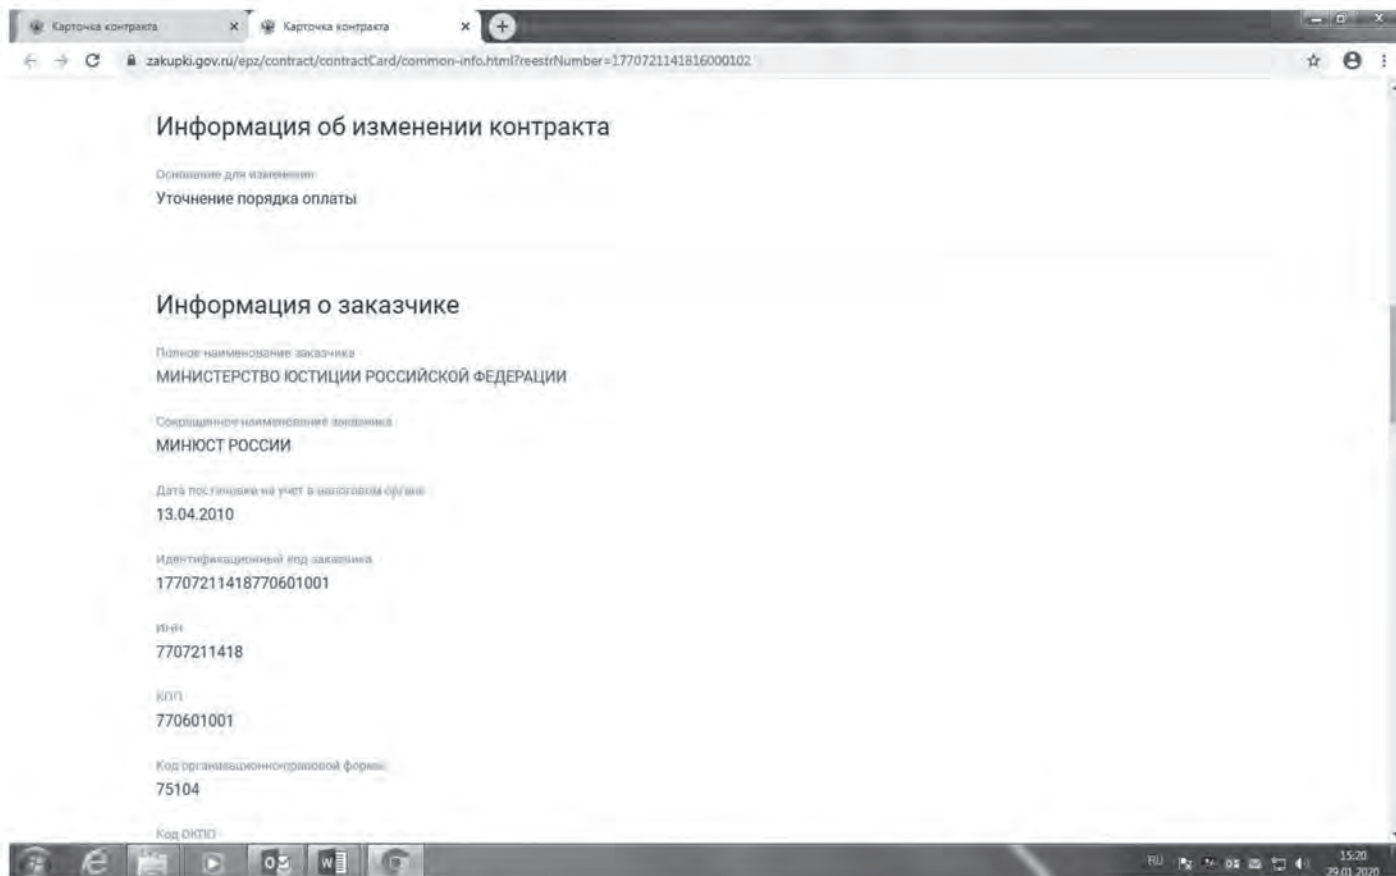 Карточка контракта
Карточка контракта
zakupki.gov.ru/epz/contract/contractCard/common-info.html?reestrNumber=1770721141816000102
Информация об изменении контракта
Основание для изменения
Уточнение порядка оплаты
Информация о заказчике
Полное наименование заказчика
МИНИСТЕРСТВО ЮСТИЦИИ РОССИЙСКОЙ ФЕДЕРАЦИИ
Сокращенное наименование заказчика
МИНЮСТ РОССИИ
Дата постановки на учет в налоговом органе
13.04.2010
Идентификационный код заказчика
17707211418770601001
ИНН
7707211418
КПП
770601001
Код организационно-правовой формы
75104
Код ОКПО
RU
15:20
29.01.2020